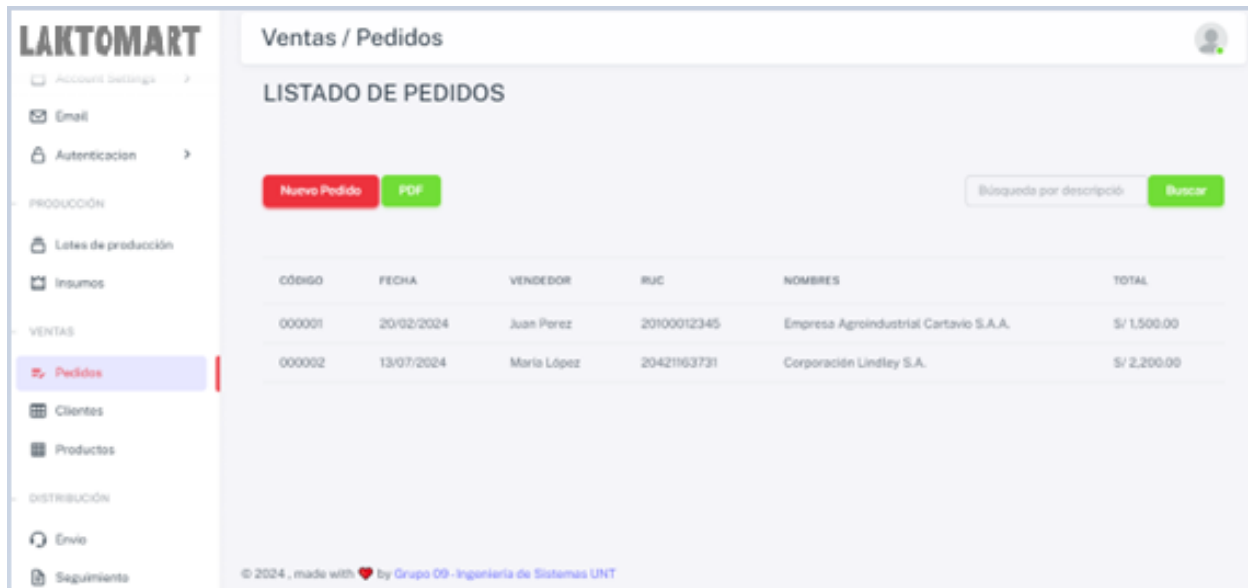 LAKTOMART
Account Settings
Email
Autenticacion
PRODUCCIÓN
Lotes de producción
Insumos
VENTAS
Pedidos
Clientes
Productos
DISTRIBUCIÓN
Envio
Seguimiento
Ventas / Pedidos
LISTADO DE PEDIDOS
Nuevo Pedido PDF Búsqueda por descripció Buscar
CÓDIGO FECHA VENDEDOR RUC NOMBRES TOTAL
000001 20/02/2024 Juan Perez 20100012345 Empresa Agroindustrial Cartavio S.A.A. S/ 1,500.00
000002 13/07/2024 María López 20421163731 Corporación Lindley S.A. S/ 2,200.00
© 2024 , made with ❤ by Grupo 09 - Ingeniería de Sistemas UNT